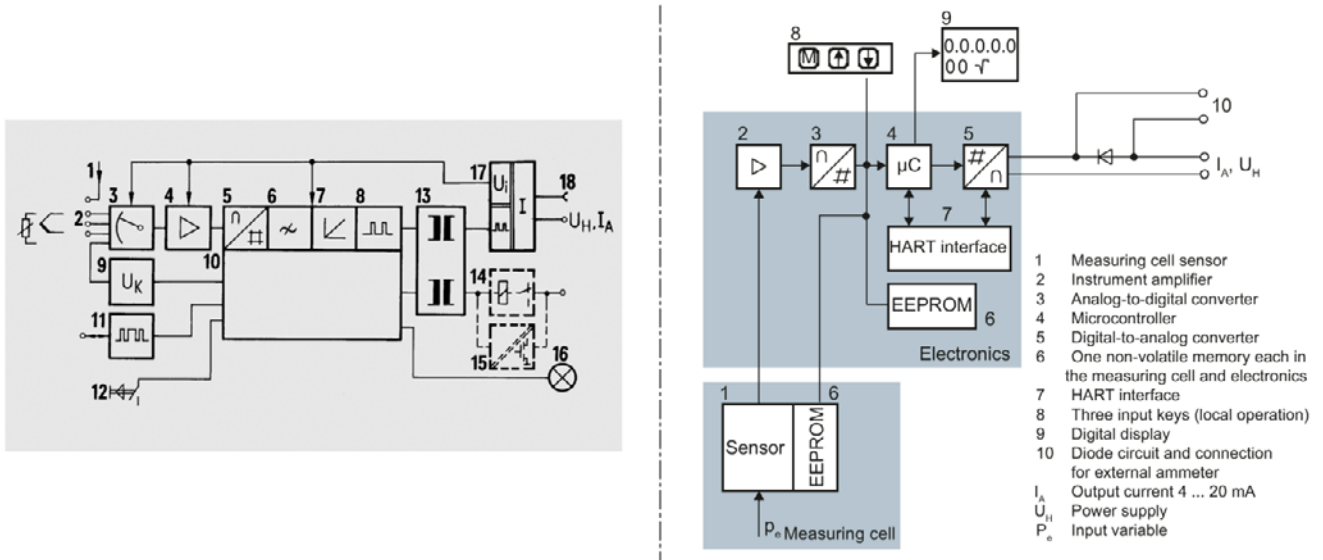 1
3
4
5
6
7
8
13
17
Ui
I
18
2
∩
#
UH,IA
9
UK
10
14
11
15
16
12
8
M
9
0.0.0.0.0
00 √
2
3
4
5
10
∩
#
µC
#
∩
IA, UH
7
HART interface
EEPROM
6
Electronics
1
6
Sensor
EEPROM
pe Measuring cell
1 Measuring cell sensor
2 Instrument amplifier
3 Analog-to-digital converter
4 Microcontroller
5 Digital-to-analog converter
6 One non-volatile memory each in
the measuring cell and electronics
7 HART interface
8 Three input keys (local operation)
9 Digital display
10 Diode circuit and connection
for external ammeter
IA Output current 4 ... 20 mA
UH Power supply
Pe Input variable